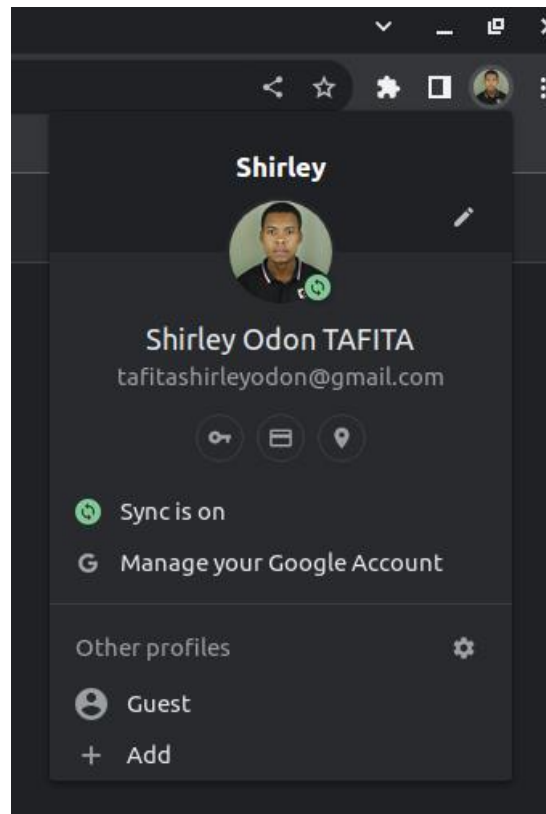 Shirley
Shirley Odon TAFITA
tafitashirleyodon@gmail.com
Sync is on
G Manage your Google Account
Other profiles
Guest
+ Add